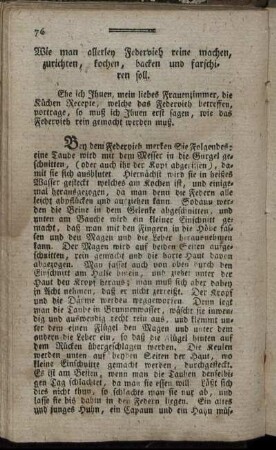 76
Wie man allerley Federvieh reine machen,
zurichten, kochen, backen und farschi-
ren soll.
Ehe ich Ihnen, mein liebes Frauenzimmer, die
Küchen Recepte, welche das Federvieh betreffen,
vortrage, so muß ich Ihnen erst sagen, wie das
Federvieh rein gemacht werden muß.
Bey dem Federvieh merken Sie Folgendes:
eine Taube wird mit dem Messer in die Gurgel ge
schnitten, (oder auch ihr der Kopf abgerissen), da-
mit sie sich ausblutet. Hiernächst wird sie in heißes
Wasser gesteckt welches am Kochen ist, und einige
mal herausgezogen, da man denn die Federn alle
leicht abpflücken und ausziehen kann. Sodann wer-
den die Beine in dem Gelenke abgeschnitten, und
unten am Bauche wird ein kleiner Einschnitt ge-
macht, daß man mit den Fingern in die Höhe fas-
sen und den Magen und die Leber herausnehmen
kann. Der Magen wird auf beiden Seiten aufge-
schnitten, rein gemacht und die harte Haut davon
abgezogen. Man fasset auch von oben durch den
Einschnitt am Halse herein, und ziehet unter der
Haut den Kropf heraus; man muß sich aber dabey
in Acht nehmen, daß er nicht zerreißt. Der Kropf
und die Därme werden weggeworfen. Denn legt
man die Taube in Brunnenwasser, wäscht sie inwen-
dig und auswendig recht rein aus, und klemmt un-
ter dem einen Flügel den Magen und unter dem
andern die Leber ein, so daß die Flügel hinten auf
dem Rücken übergeschlagen werden. Die Keulen
werden unten auf beyden Seiten der Haut, wo
kleine Einschnitte gemacht werden, durchgesteckt.
Es ist am Besten, wenn man die Tauben denselbi-
gen Tag schlachtet, da man sie essen will. Läßt sich
dies nicht thun, so schlachte man sie nur ab, und
lasse sie bis dahin in den Federn liegen. Ein altes
und junges Huhn, ein Capaun und ein Hahn müs-